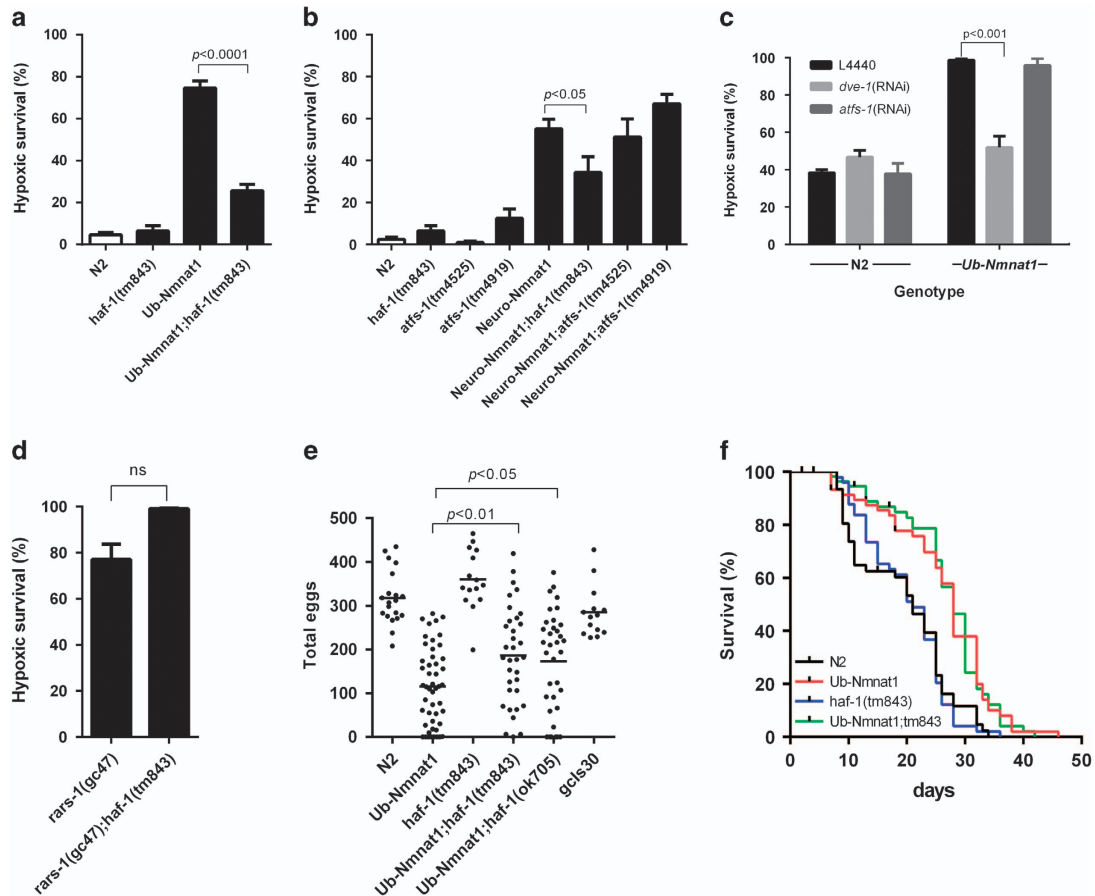 a
Hypoxic survival (%)
100
80
60
40
20
0
p<0.0001
N2
haf-1(tm843)
Ub-Nmnat1
Ub-Nmnat1;haf-1(tm843)
b
Hypoxic survival (%)
100
80
60
40
20
0
p<0.05
N2
haf-1(tm843)
atfs-1(tm4525)
atfs-1(tm4919)
Neuro-Nmnat1
Neuro-Nmnat1;haf-1(tm843)
Neuro-Nmnat1;atfs-1(tm4525)
Neuro-Nmnat1;atfs-1(tm4919)
c
Hypoxic survival (%)
100
80
60
40
20
0
L4440
dve-1(RNAi)
atfs-1(RNAi)
p<0.001
N2
Ub-Nmnat1
Genotype
d
Hypoxic survival (%)
100
80
60
40
20
0
ns
rars-1(gc47)
rars-1(gc47);haf-1(tm843)
e
Total eggs
500
400
300
200
100
0
p<0.05
p<0.01
N2
Ub-Nmnat1
haf-1(tm843)
Ub-Nmnat1;haf-1(tm843)
Ub-Nmnat1;haf-1(ok705)
gcIs30
f
Survival (%)
100
80
60
40
20
0
N2
Ub-Nmnat1
haf-1(tm843)
Ub-Nmnat1;tm843
0
10
20
30
40
50
days